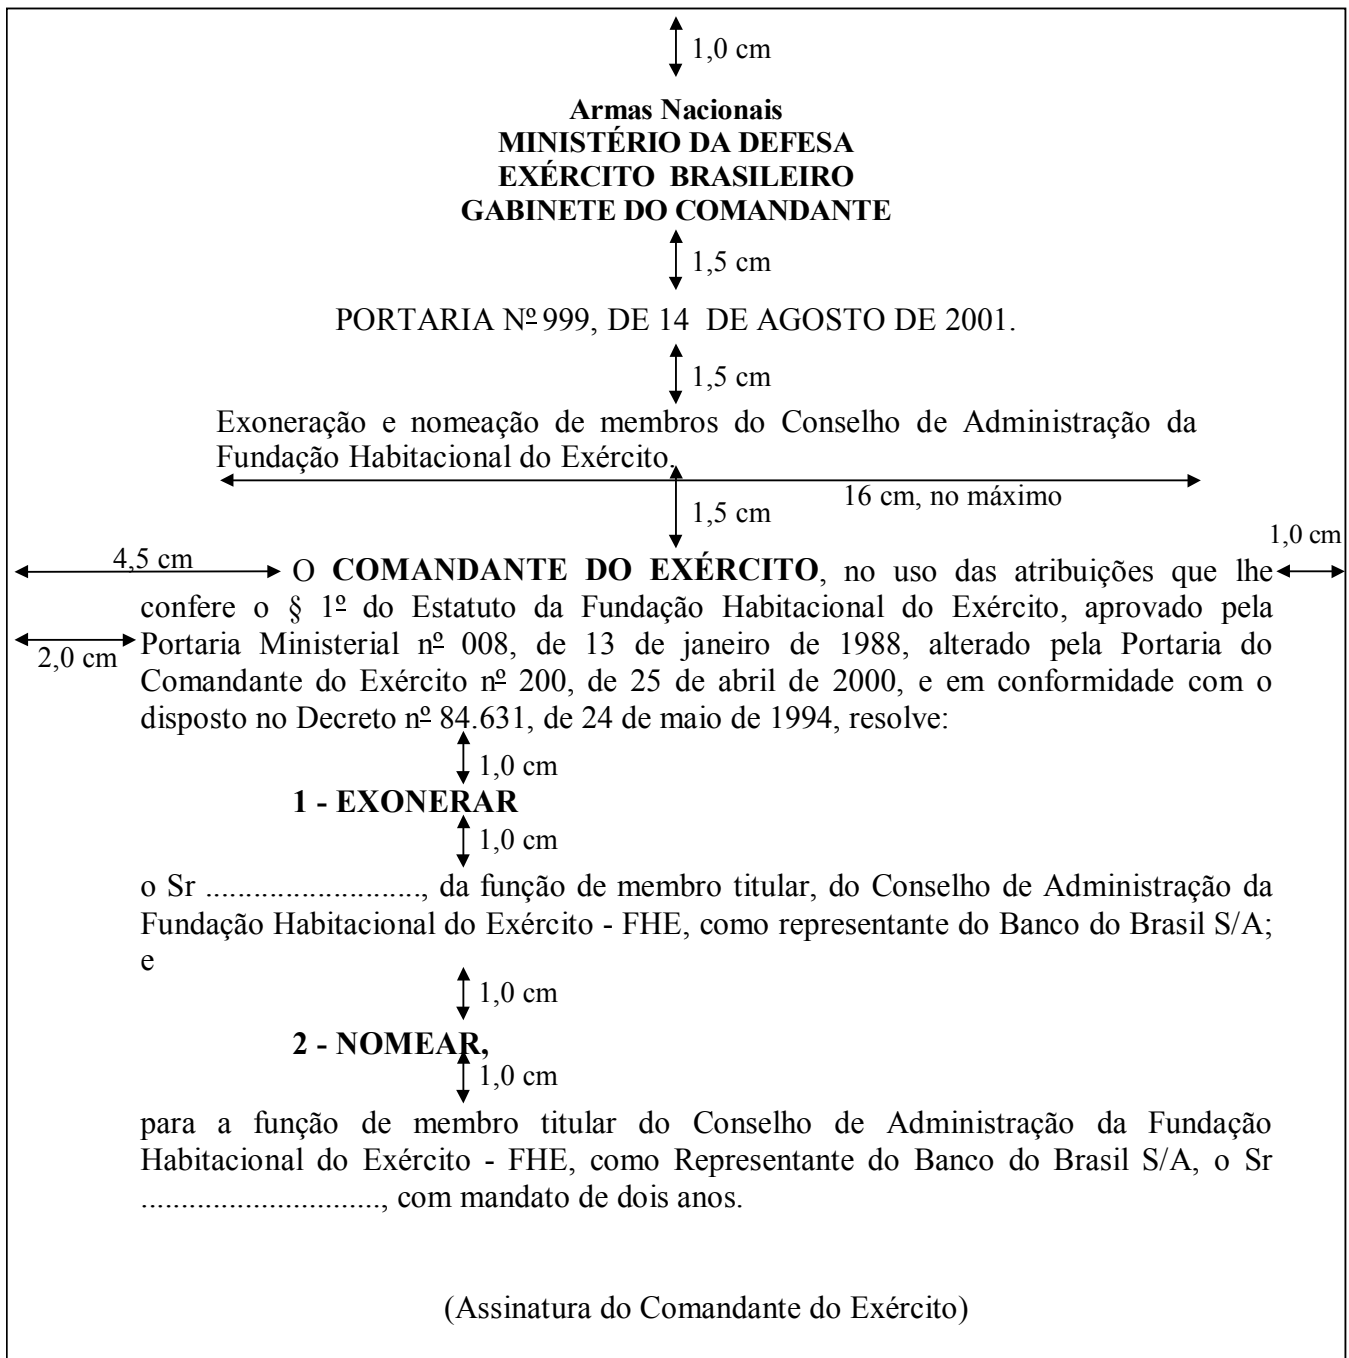 1,0 cm
Armas Nacionais
MINISTÉRIO DA DEFESA
EXÉRCITO BRASILEIRO
GABINETE DO COMANDANTE
1,5 cm
PORTARIA Nº 999, DE 14 DE AGOSTO DE 2001.
1,5 cm
Exoneração e nomeação de membros do Conselho de Administração da
Fundação Habitacional do Exército.
16 cm, no máximo
1,5 cm
1,0 cm
4,5 cm
O COMANDANTE DO EXÉRCITO, no uso das atribuições que lhe
confere o § 1º do Estatuto da Fundação Habitacional do Exército, aprovado pela
Portaria Ministerial nº 008, de 13 de janeiro de 1988, alterado pela Portaria do
2,0 cm
Comandante do Exército nº 200, de 25 de abril de 2000, e em conformidade com o
disposto no Decreto nº 84.631, de 24 de maio de 1994, resolve:
1,0 cm
1 - EXONERAR
1,0 cm
o Sr ..........................., da função de membro titular, do Conselho de Administração da
Fundação Habitacional do Exército - FHE, como representante do Banco do Brasil S/A;
e
1,0 cm
2 - NOMEAR,
1,0 cm
para a função de membro titular do Conselho de Administração da Fundação
Habitacional do Exército - FHE, como Representante do Banco do Brasil S/A, o Sr
.............................., com mandato de dois anos.
(Assinatura do Comandante do Exército)